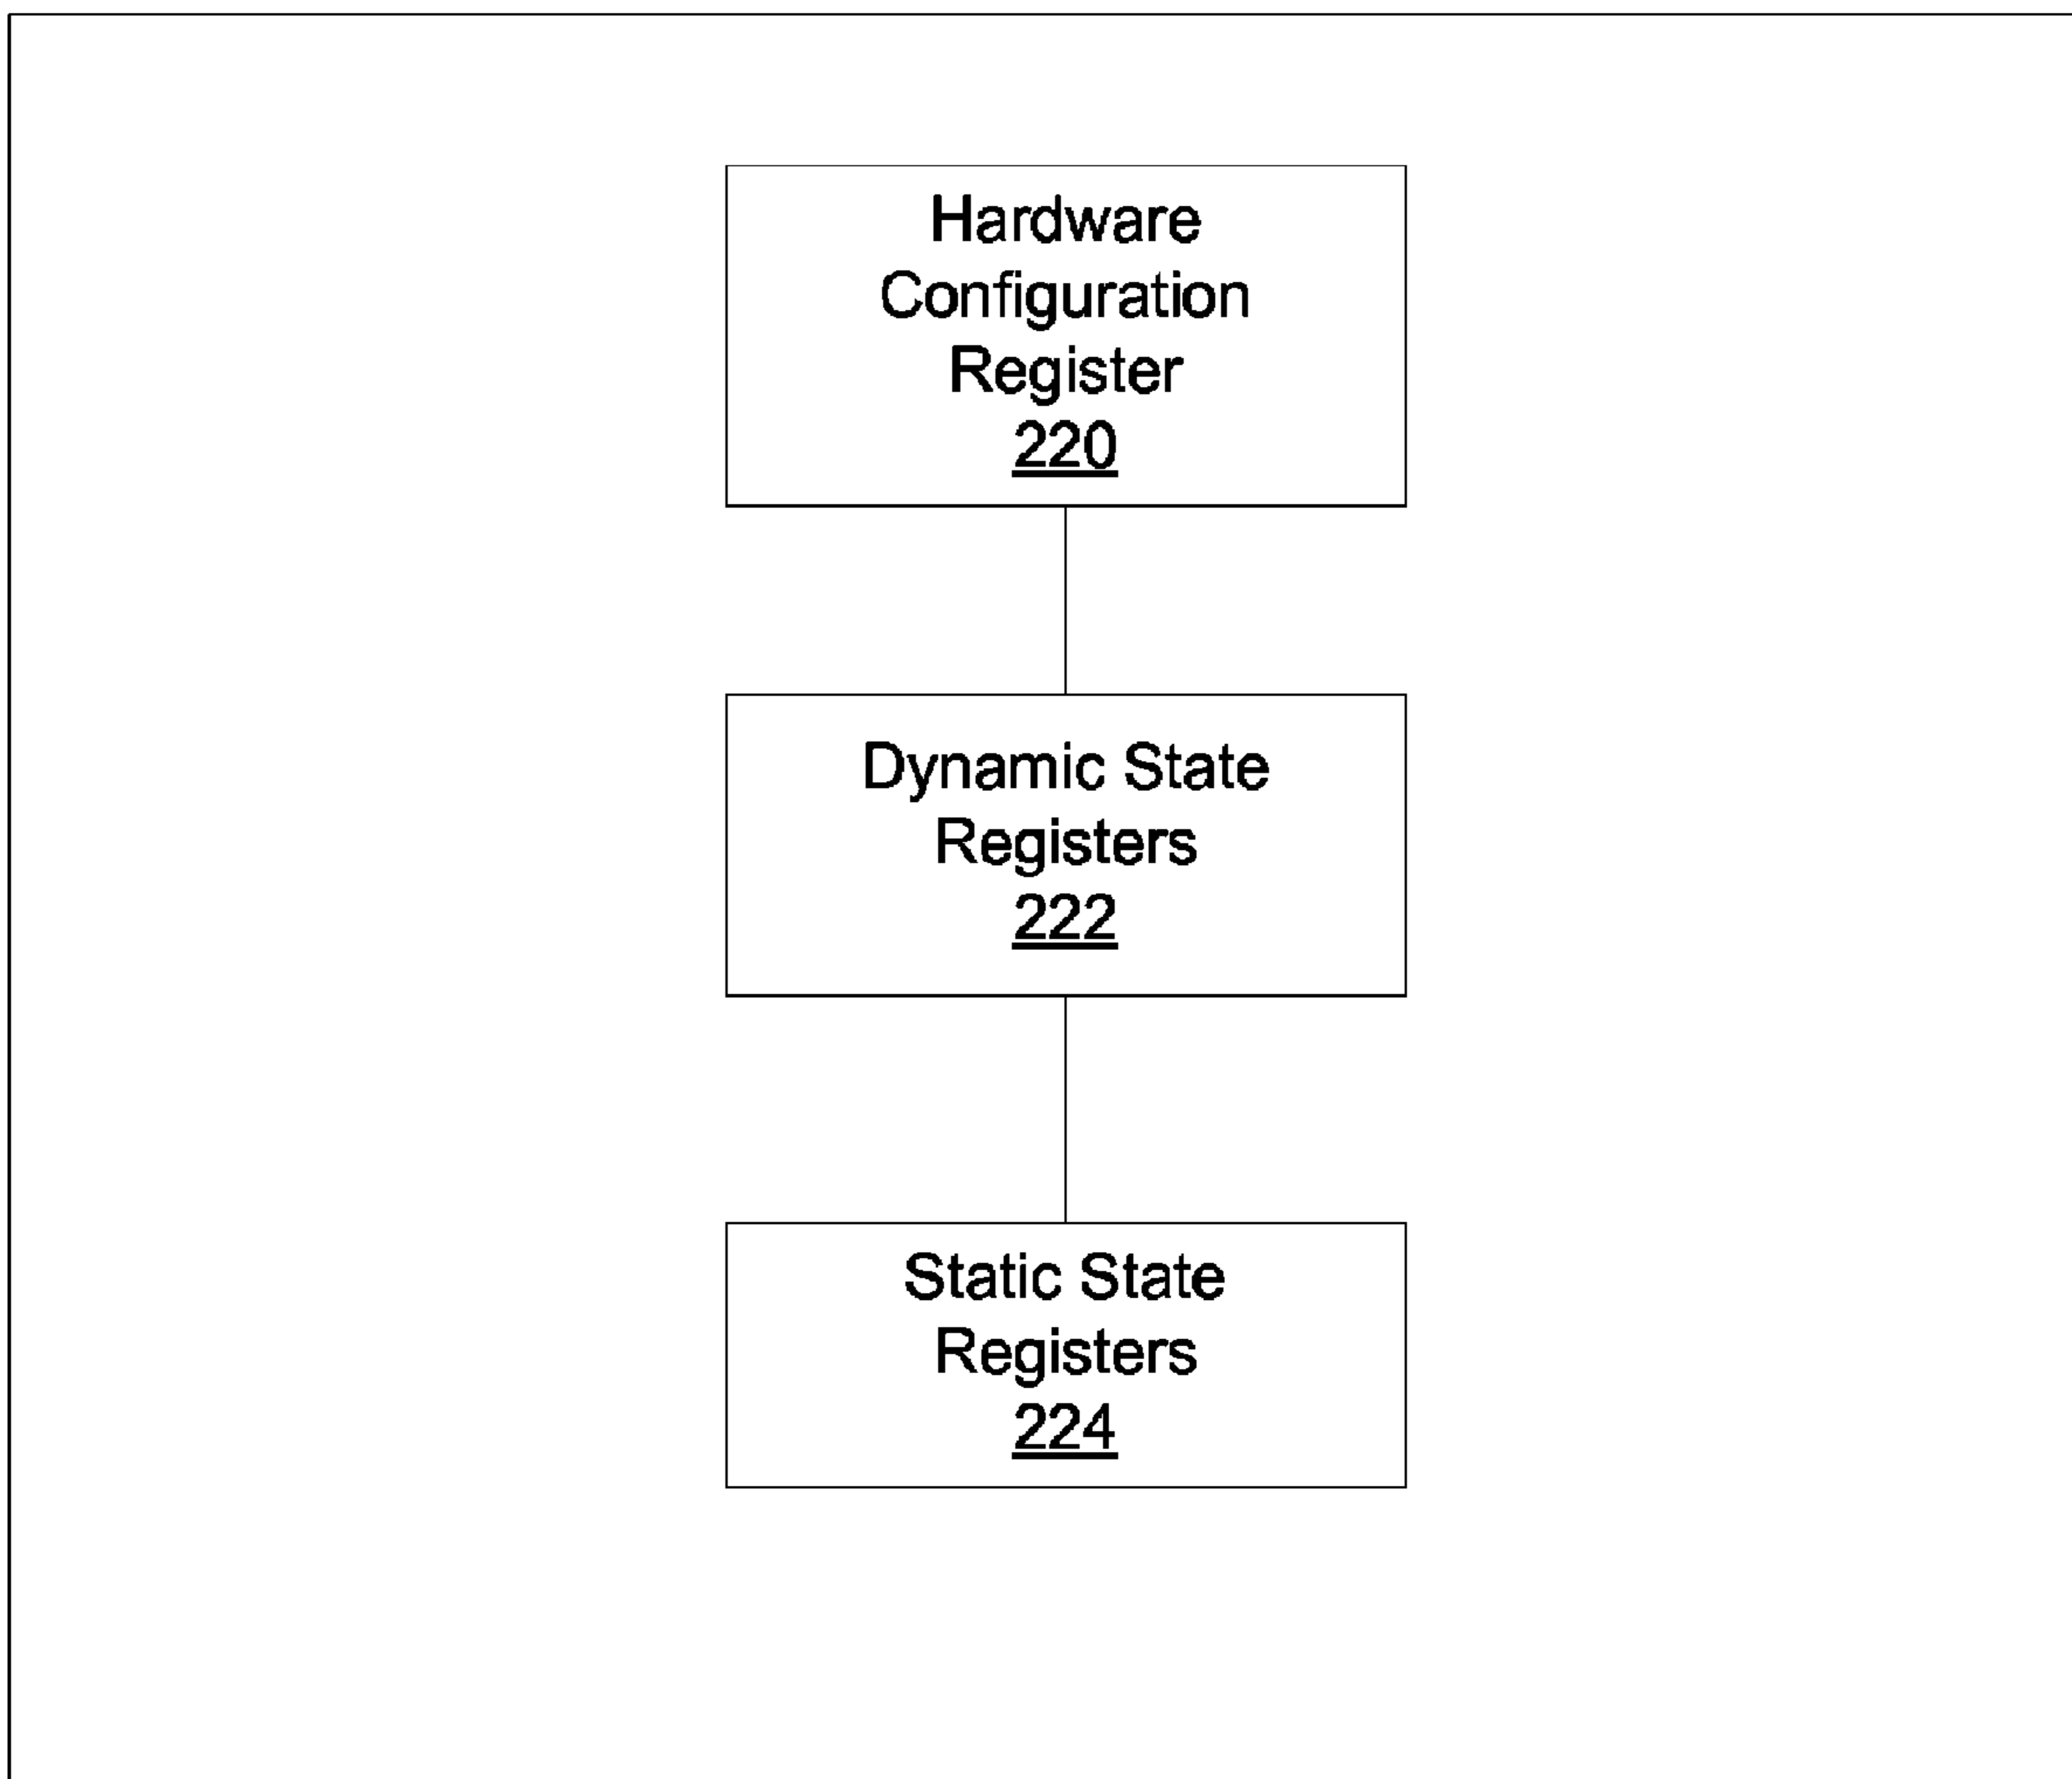 Hardware
Configuration
Register
220
Dynamic State
Registers
222
Static State
Registers
224